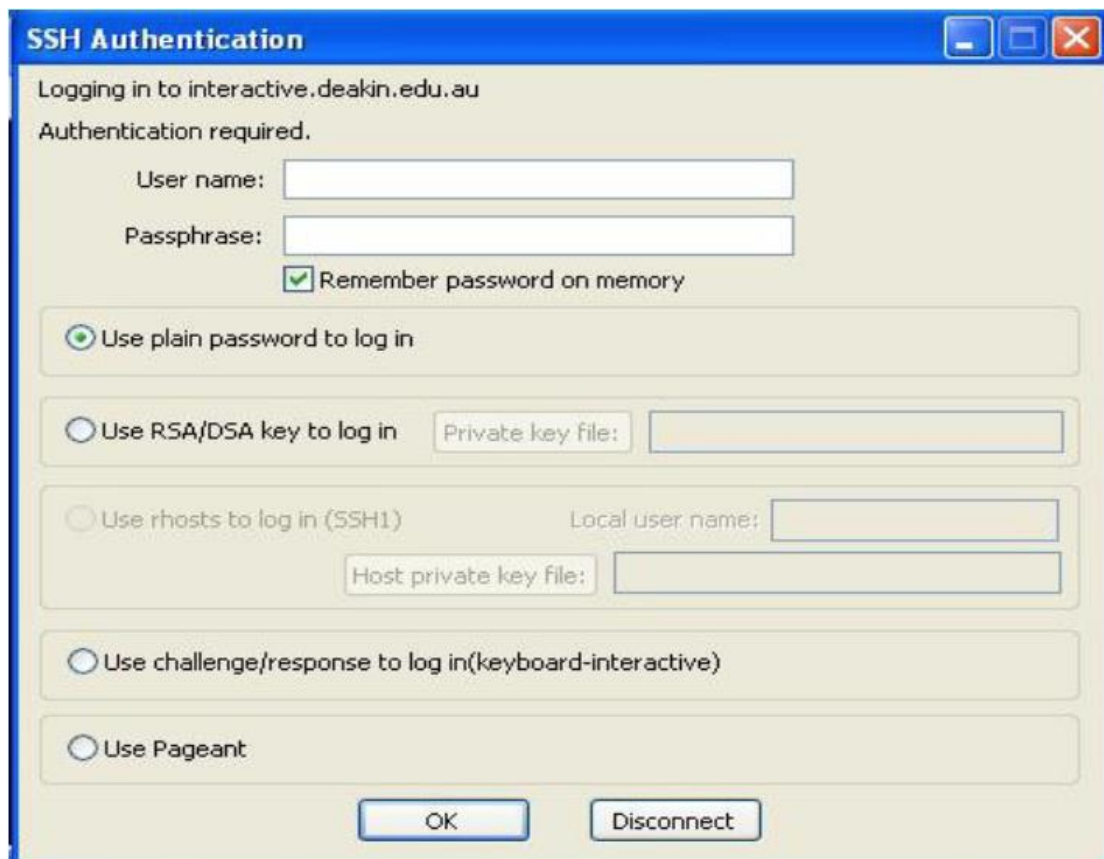 SSH Authentication
Logging in to interactive.deakin.edu.au
Authentication required.
User name:
Passphrase:
Remember password on memory
Use plain password to log in
Use RSA/DSA key to log in Private key file:
Use rhosts to log in (SSH1) Local user name:
Host private key file:
Use challenge/response to log in(keyboard-interactive)
Use Pageant
OK Disconnect